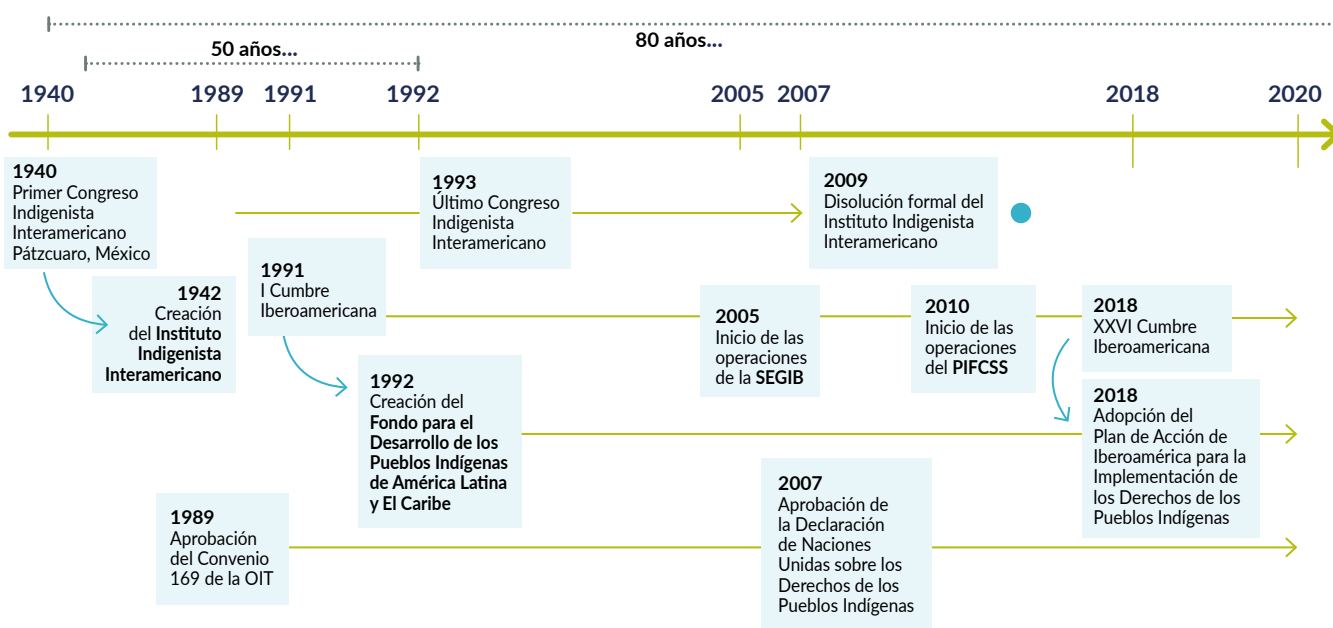 50 años...
80 años...
1940
1989
1991
1992
2005
2007
2018
2020
1940
Primer Congreso
Indigenista
Interamericano
Pátzcuaro, México
1942
Creación
del Instituto
Indigenista
Interamericano
1993
Último Congreso
Indigenista
Interamericano
2009
Disolución formal del
Instituto Indigenista
Interamericano
1991
I Cumbre
Iberoamericana
1992
Creación del
Fondo para el
Desarrollo de los
Pueblos Indígenas
de América Latina
y El Caribe
2005
Inicio de las
operaciones
de la SEGIB
2010
Inicio de las
operaciones
del PIFCSS
2018
XXVI Cumbre
Iberoamericana
2018
Adopción del
Plan de Acción de
Iberoamérica para la
Implementación de
los Derechos de los
Pueblos Indígenas
1989
Aprobación
del Convenio
169 de la OIT
2007
Aprobación de
la Declaración
de Naciones
Unidas sobre los
Derechos de los
Pueblos Indígenas